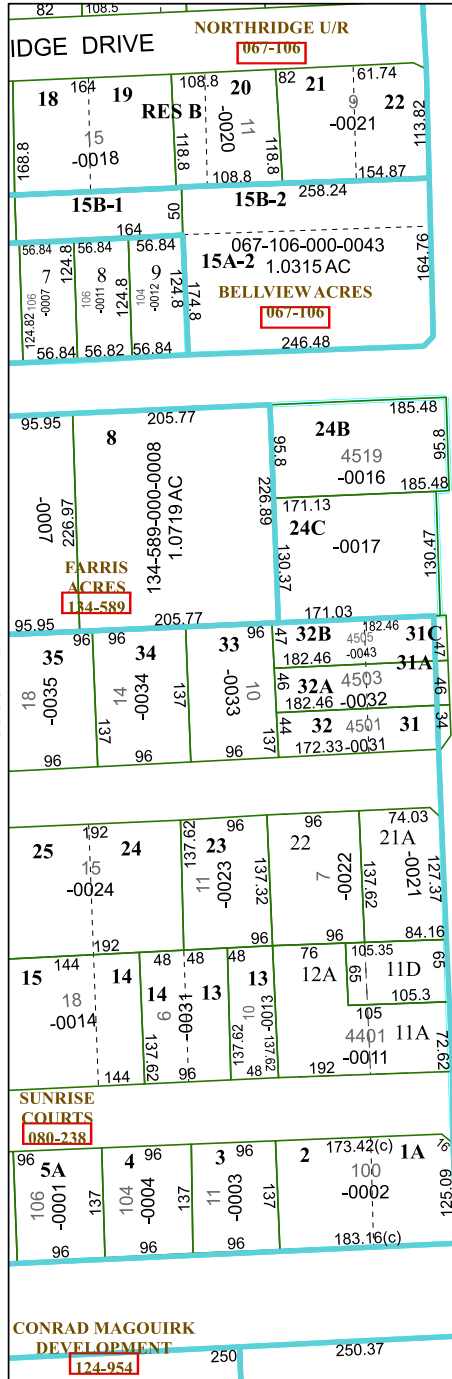 82 108.5
NORTHRIDGE U/R
067-106
IDGE DRIVE
164 108.8 82 61.74
18 19 20 21 22
RES B
15 -0018
-0020 11
9 -0021
168.8 118.8 118.8 113.82
108.8 154.87
50 258.24
15B-1 15B-2
164
56.84 56.84 56.84
067-106-000-0043
15A-2 1.0315 AC
164.76
7 8 9
124.8 124.8 124.8 174.8
106 -0007
106 -0011
104 -0012
124.82
BELLVIEW ACRES
067-106
56.84 56.82 56.84 246.48
95.95 205.77 185.48
8 24B
95.8 95.8
4519
-0016
185.48
134-589-000-0008
1.0719 AC
-0007
226.97 226.89
171.13
24C
-0017
130.37 130.47
FARRIS
ACRES
134-589
171.03
95.95 205.77
96 96 96 47 182.46 47
35 34 33 32B 31C
4505
-0043
182.46 31A
18 -0035
14 -0034
-0033 10
46 32A 4503 46
182.46 -0032
137 137 137
44 32 4501 31 34
172.33 -0031
96 96 96
192 96 96 74.03
25 24 23 22 21A
137.62
15 -0024
11 -0023
137.32
7 -0022
137.62
-0021
127.37
192 96 96 84.16
144 48 48 48 76 105.35 65
15 14 14 13 13 12A 11D
65 105.3
18 -0014
6 -0031
10 -0013
105
11A
4401
-0011
72.62
137.62 137.62 137.62
144 96 48 192
SUNRISE
COURTS
080-238
96 96 96 173.42(c) 16
5A 4 3 2 1A
106 -0001
104 -0004
11 -0003
100
-0002
137 137 137 125.09
96 96 96 183.16(c)
CONRAD MAGOUIRK
DEVELOPMENT
124-954
250 250.37